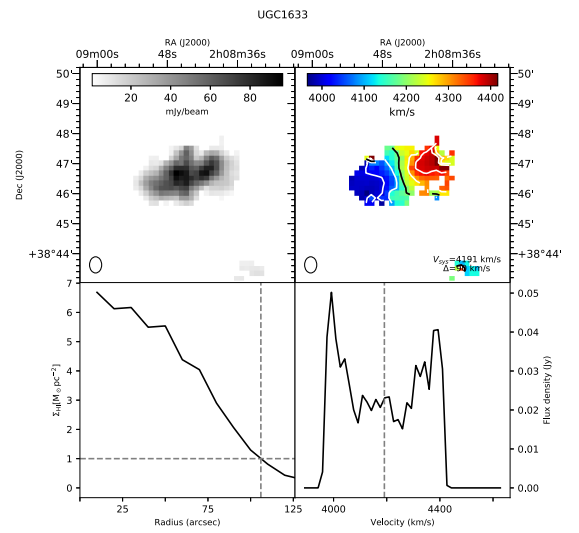 UGC1633
RA (J2000)
RA (J2000)
09m00s 48s 2h08m36s
09m00s 48s 2h08m36s
50' 50'
49' 49'
48' 48'
47' 47'
46' 46'
45' 45'
+38°44' +38°44'
Dec (J2000)
20 40 60 80
mJy/beam
4000 4100 4200 4300 4400
km/s
V_sys=4191 km/s
km/s
7
6
5
4
3
2
1
0
Σ_HI[M_⊙pc⁻²]
25 75 125
Radius (arcsec)
0.05
0.04
0.03
0.02
0.01
0.00
Flux density (Jy)
4000 4400
Velocity (km/s)